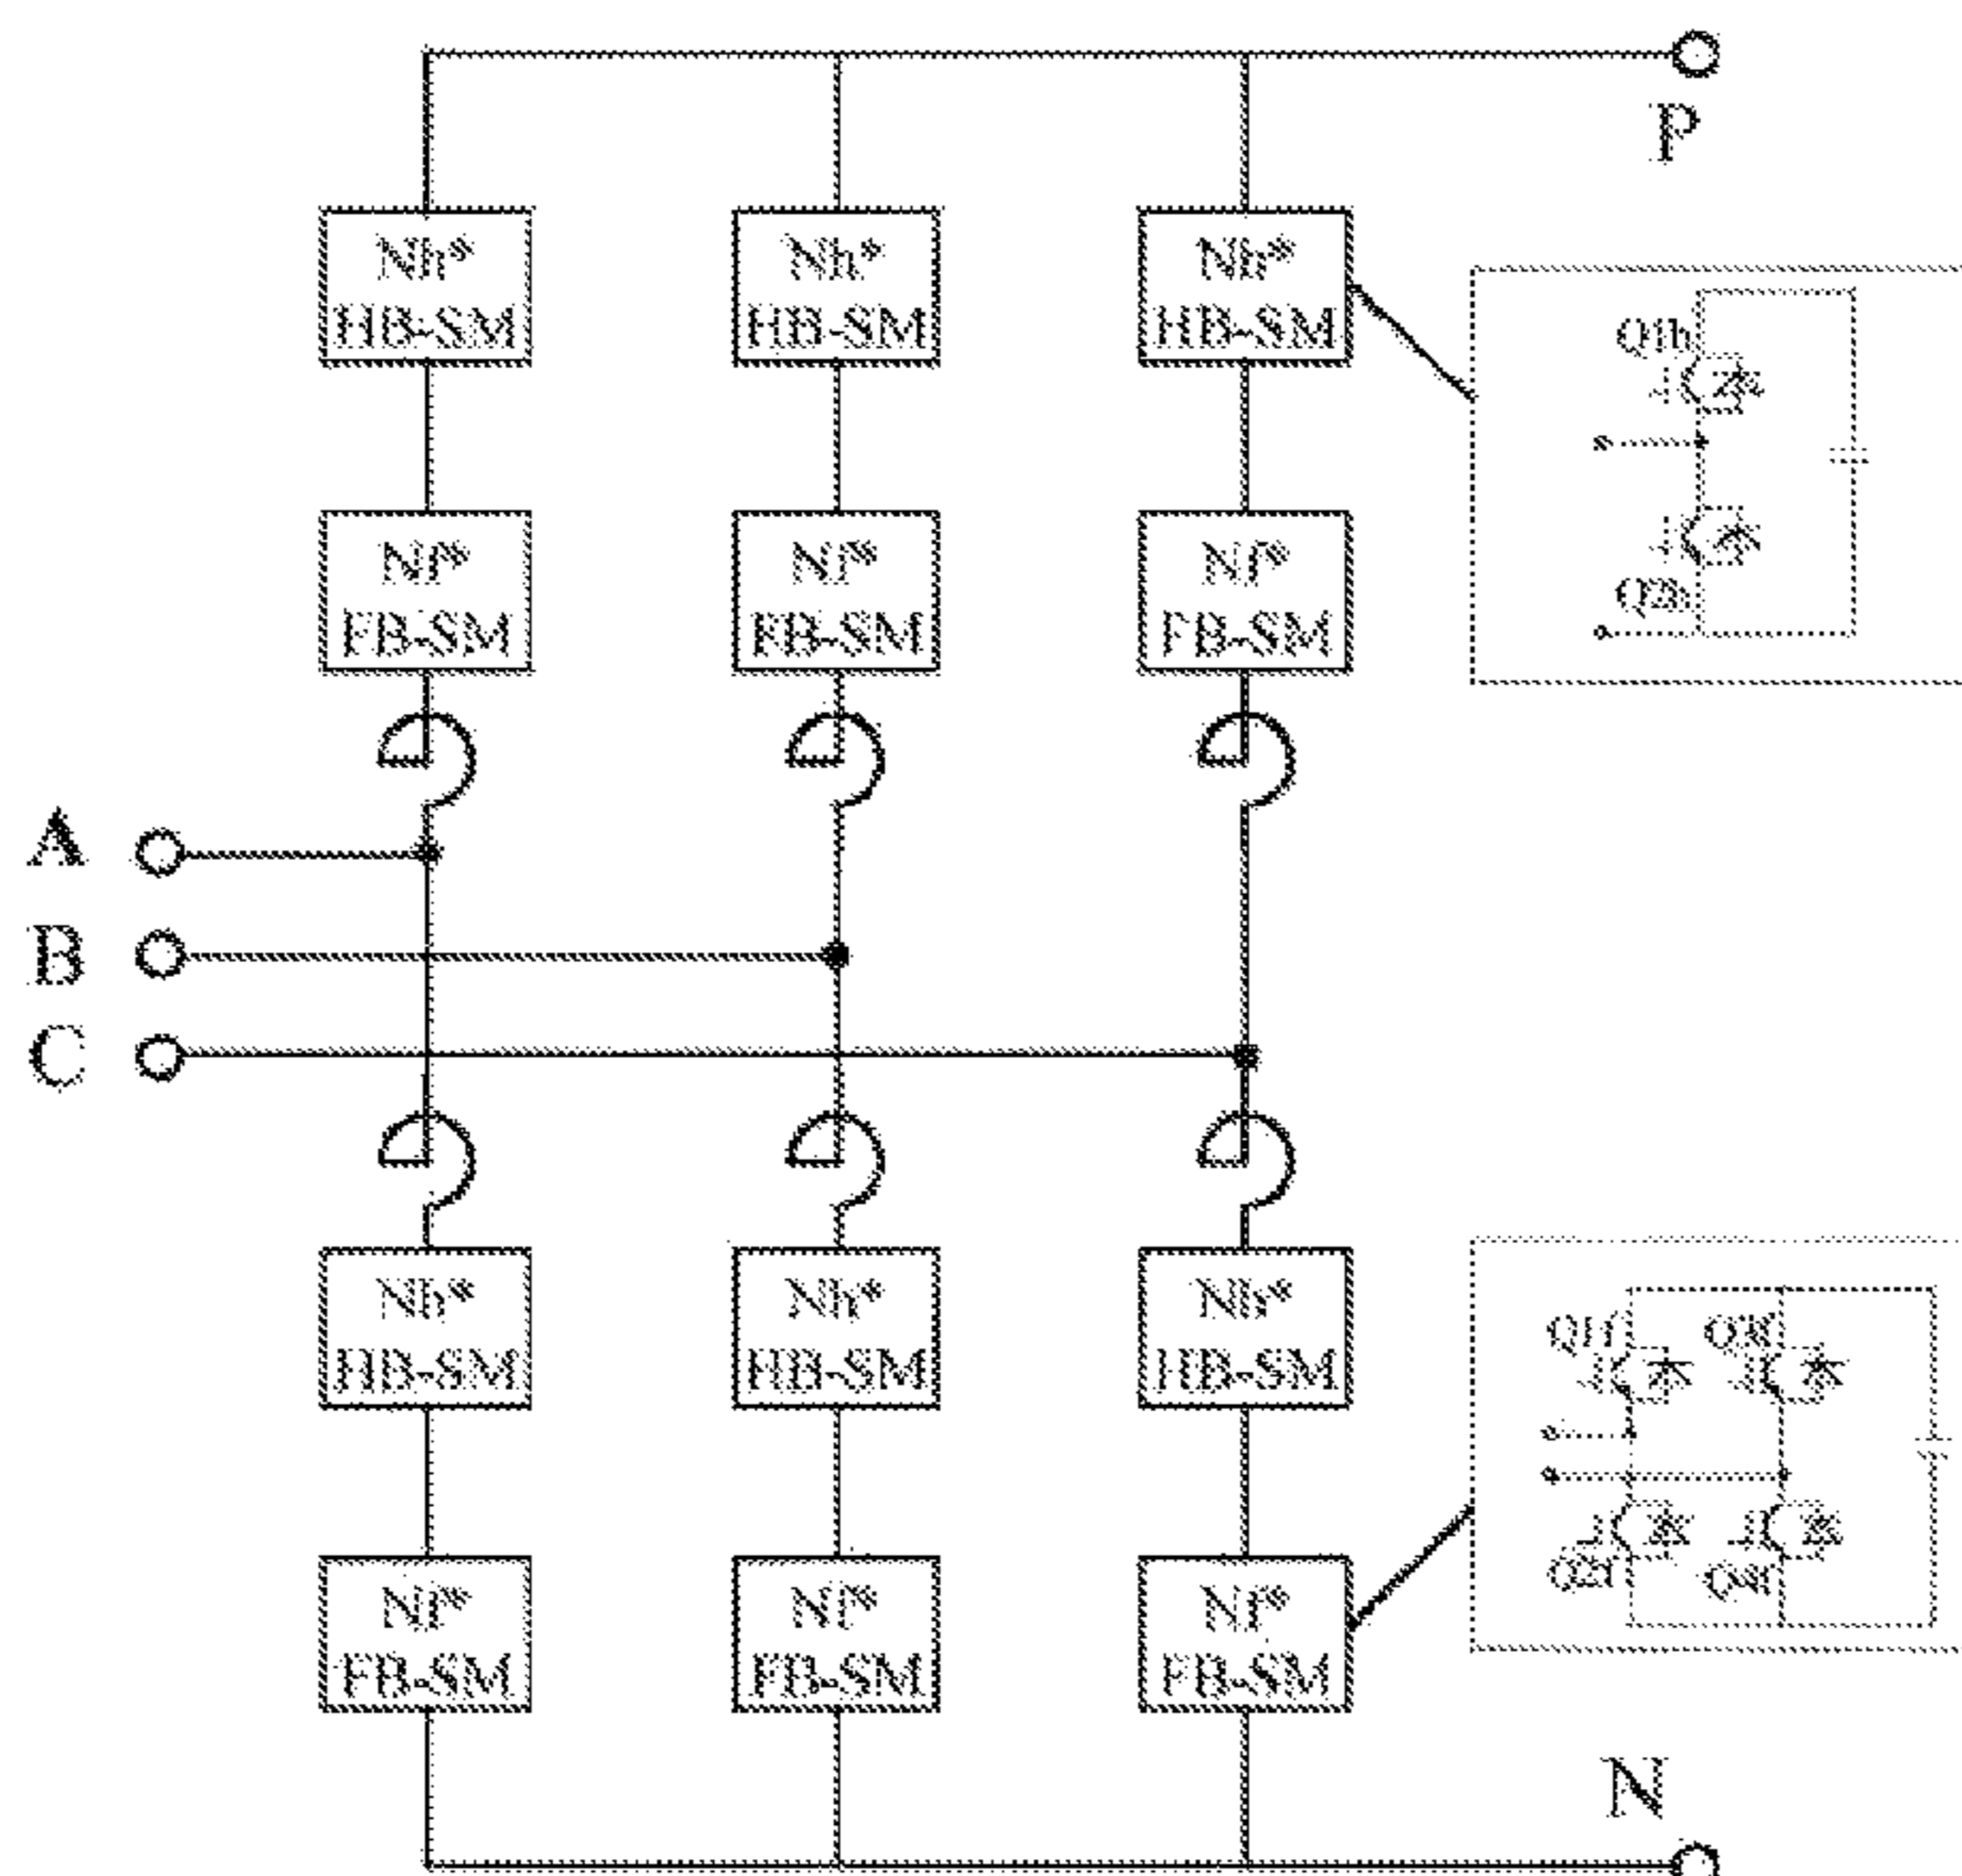 P
Nh* Nh* Nh*
HB-SM HB-SM HB-SM
Q1h
Nf* Nf* Nf*
FB-SM FB-SM FB-SM
Q2h
A
B
C
Nh* Nh* Nh*
HB-SM HB-SM HB-SM
Q1f Q3f
Q2f Q4f
Nf* Nf* Nf*
FB-SM FB-SM FB-SM
N